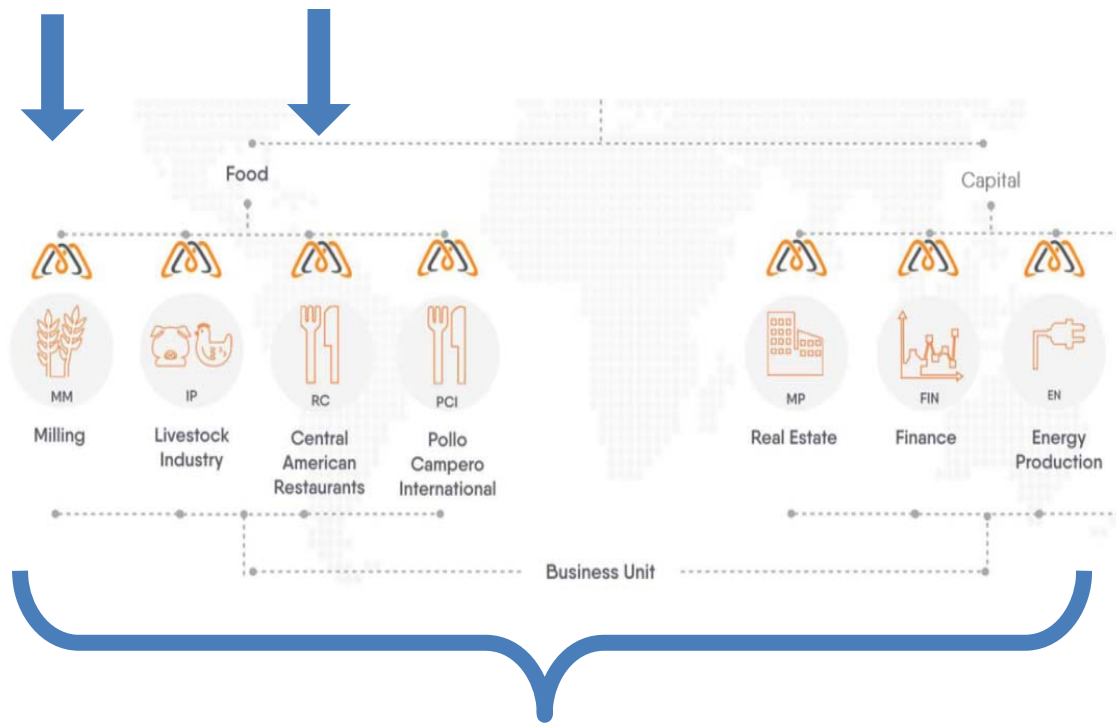 Food
Capital
MM
IP
RC
PCI
MP
FIN
EN
Milling
Livestock
Industry
Central
American
Restaurants
Pollo
Campero
International
Real Estate
Finance
Energy
Production
Business Unit